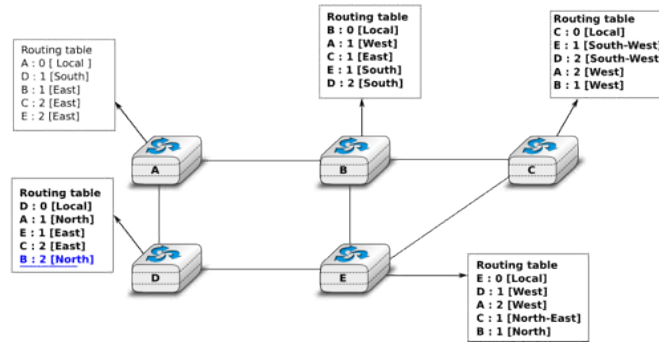 Routing table
A : 0 [ Local ]
D : 1 [South]
B : 1 [East]
C : 2 [East]
E : 2 [East]
Routing table
B : 0 [Local]
A : 1 [West]
C : 1 [East]
E : 1 [South]
D : 2 [South]
Routing table
C : 0 [Local]
E : 1 [South-West]
D : 2 [South-West]
A : 2 [West]
B : 1 [West]
A
B
C
Routing table
D : 0 [Local]
A : 1 [North]
E : 1 [East]
C : 2 [East]
B : 2 [North]
D
E
Routing table
E : 0 [Local]
D : 1 [West]
A : 2 [West]
C : 1 [North-East]
B : 1 [North]